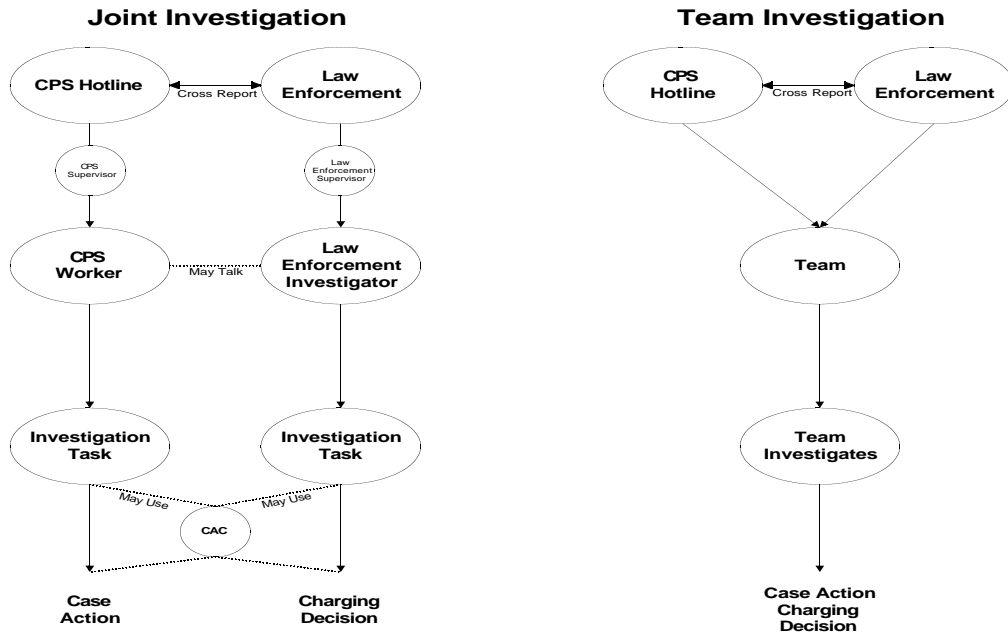 Joint Investigation
CPS Hotline
Cross Report
Law
Enforcement
CPS
Supervisor
Law
Enforcement
Supervisor
CPS
Worker
May Talk
Law
Enforcement
Investigator
Investigation
Task
Investigation
Task
May Use
May Use
CAC
Case
Action
Charging
Decision
Team Investigation
CPS
Hotline
Cross Report
Law
Enforcement
Team
Team
Investigates
Case Action
Charging
Decision